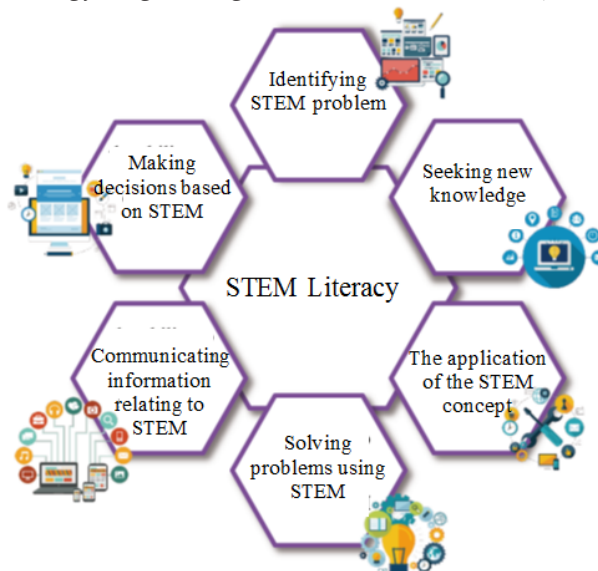 Identifying
STEM problem
Seeking new
knowledge
The application
of the STEM
concept
Solving
problems using
STEM
Communicating
information
relating to
STEM
Making
decisions based
on STEM
STEM Literacy